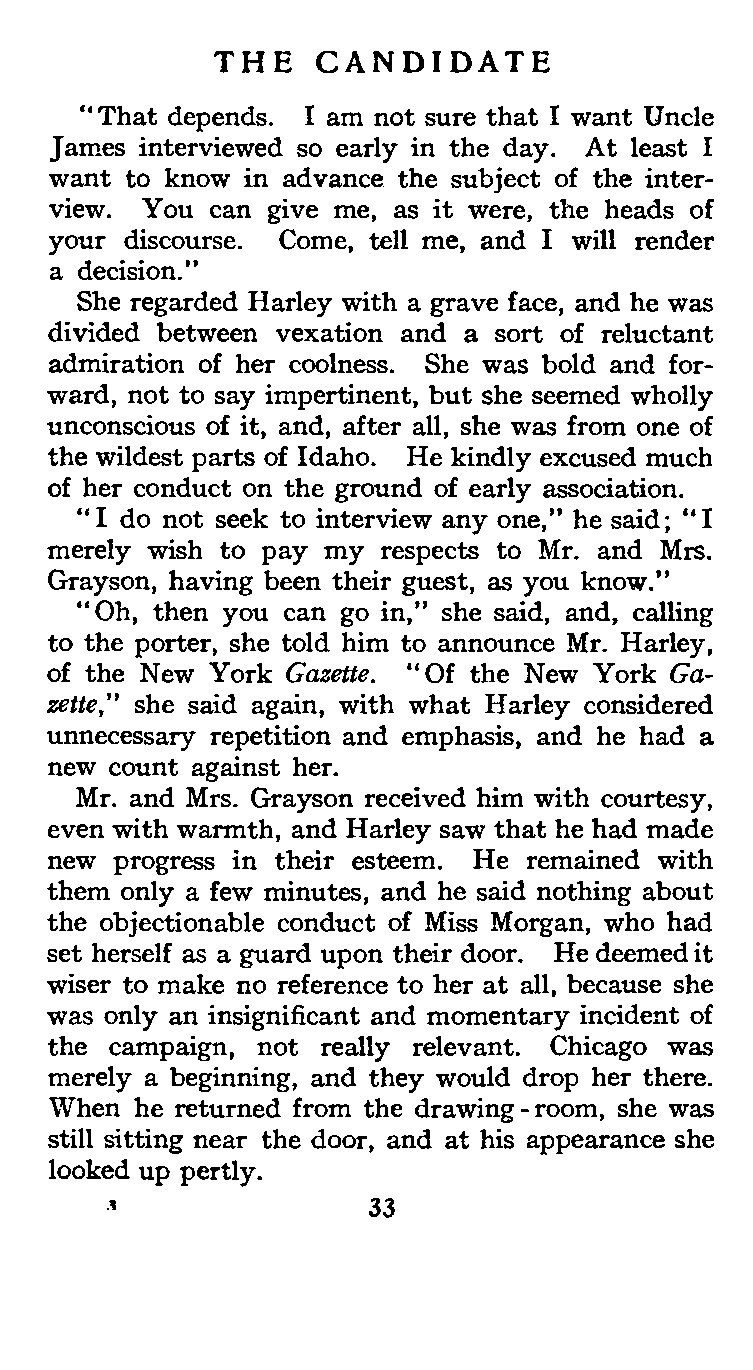 THE CANDIDATE
"That depends. I am not sure that I want Uncle
James interviewed so early in the day. At least I
want to know in advance the subject of the inter-
view. You can give me, as it were, the heads of
your discourse. Come, tell me, and I will render
a decision."
She regarded Harley with a grave face, and he was
divided between vexation and a sort of reluctant
admiration of her coolness. She was bold and for-
ward, not to say impertinent, but she seemed wholly
unconscious of it, and, after all, she was from one of
the wildest parts of Idaho. He kindly excused much
of her conduct on the ground of early association.
"I do not seek to interview any one," he said; "I
merely wish to pay my respects to Mr. and Mrs.
Grayson, having been their guest, as you know."
"Oh, then you can go in," she said, and, calling
to the porter, she told him to announce Mr. Harley,
of the New York Gazette. "Of the New York Ga-
zette," she said again, with what Harley considered
unnecessary repetition and emphasis, and he had a
new count against her.
Mr. and Mrs. Grayson received him with courtesy,
even with warmth, and Harley saw that he had made
new progress in their esteem. He remained with
them only a few minutes, and he said nothing about
the objectionable conduct of Miss Morgan, who had
set herself as a guard upon their door. He deemed it
wiser to make no reference to her at all, because she
was only an insignificant and momentary incident of
the campaign, not really relevant. Chicago was
merely a beginning, and they would drop her there.
When he returned from the drawing-room, she was
still sitting near the door, and at his appearance she
looked up pertly.
33